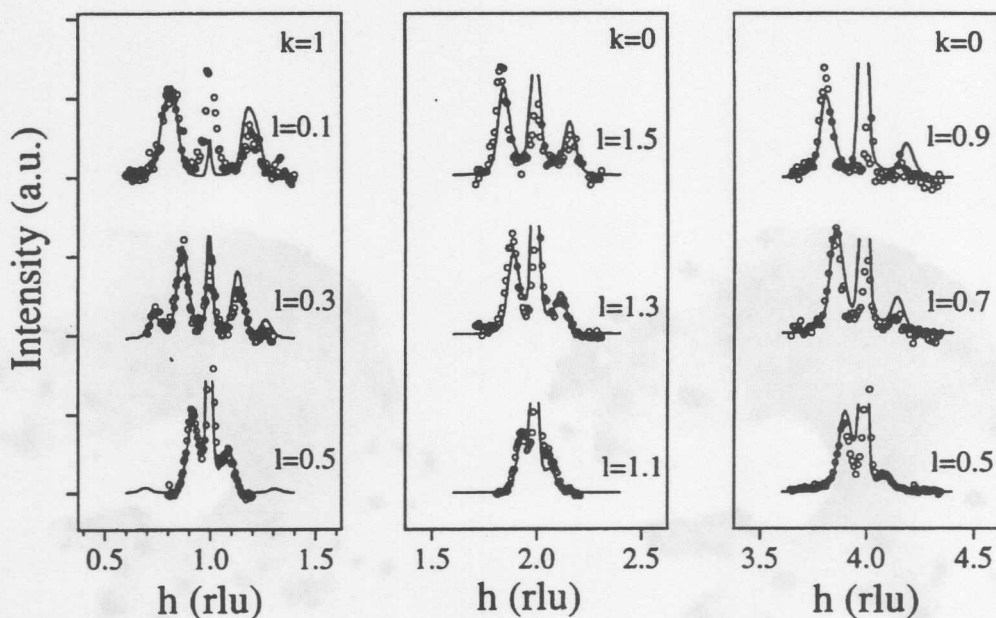 Intensity (a.u.)
k=1
l=0.1
l=0.3
l=0.5
0.5 1.0 1.5
h (rlu)
k=0
l=1.5
l=1.3
l=1.1
1.5 2.0 2.5
h (rlu)
k=0
l=0.9
l=0.7
l=0.5
3.5 4.0 4.5
h (rlu)